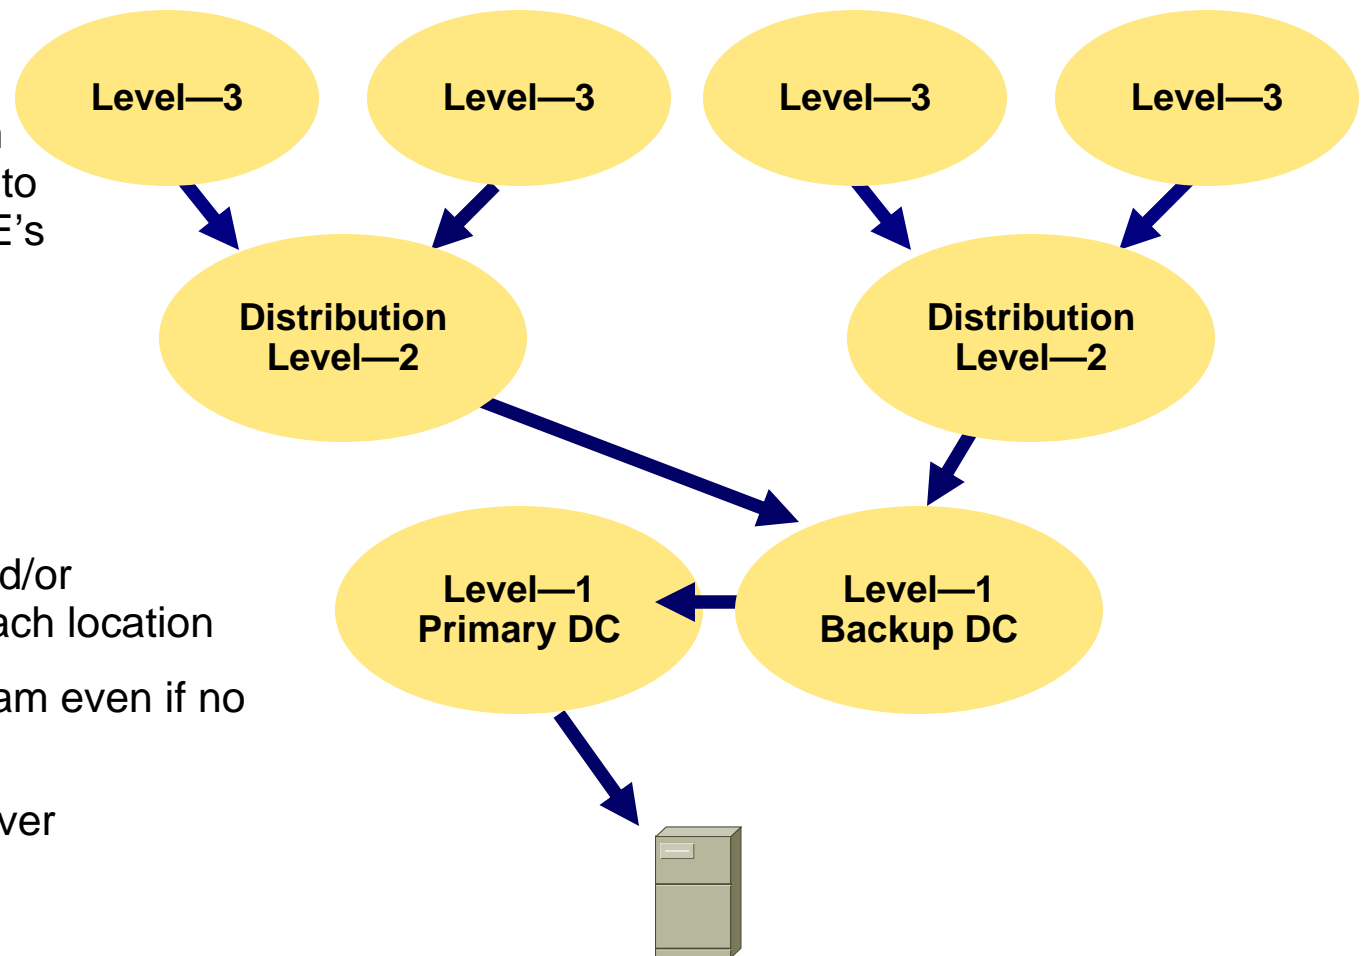 Level—3
Level—3
Level—3
Level—3
to
E’s
Distribution
Level—2
Distribution
Level—2
d/or
ach location
Level—1
Primary DC
Level—1
Backup DC
am even if no
ver